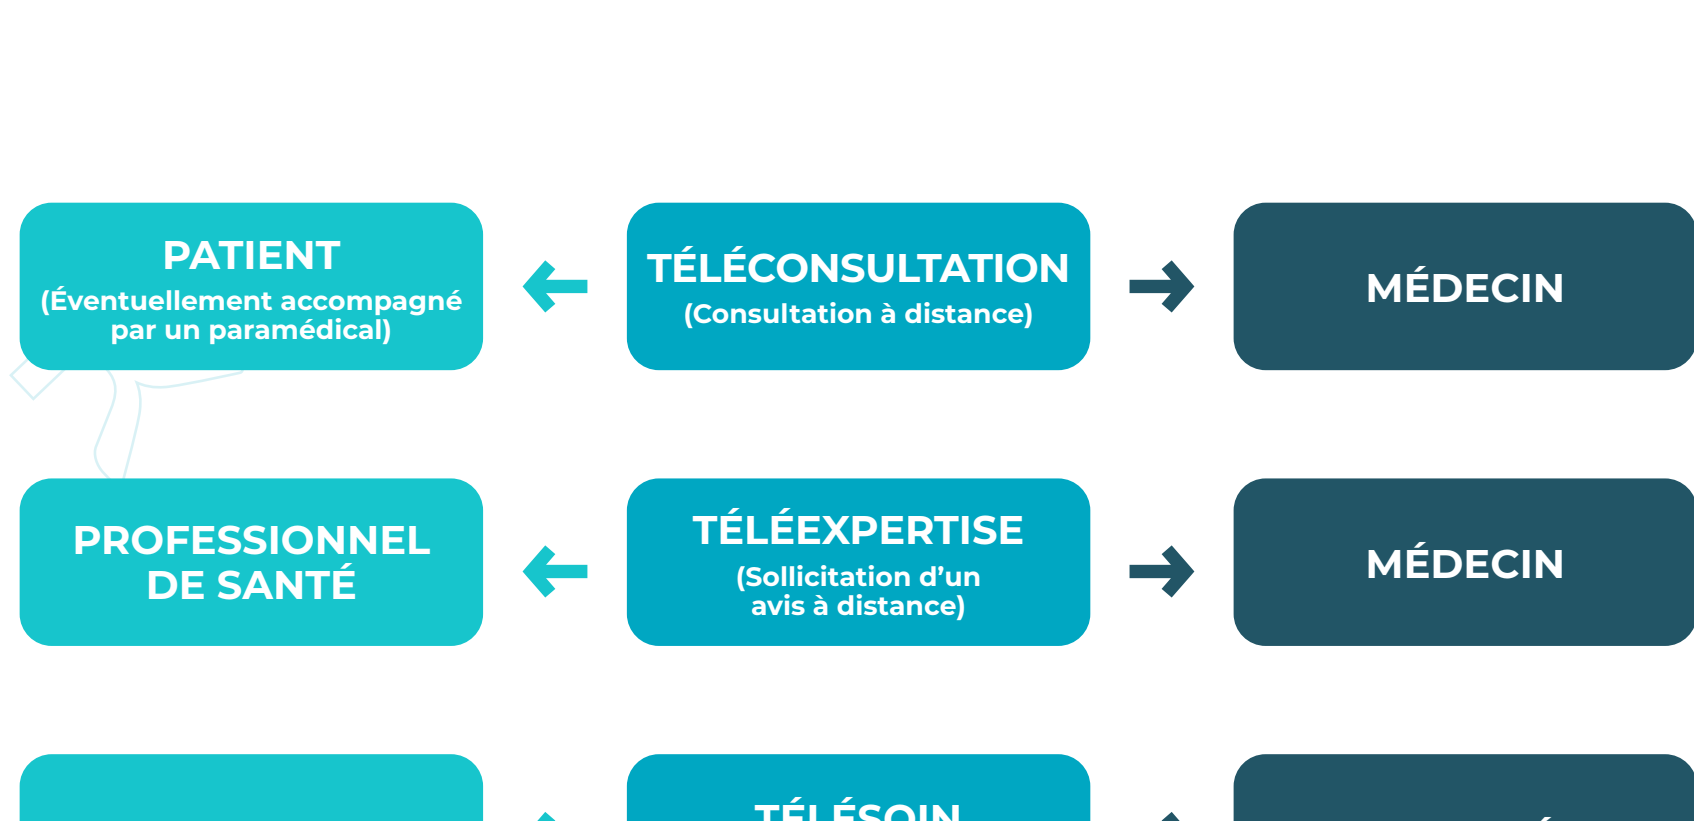 PATIENT
(Éventuellement accompagné
par un paramédical)
TÉLÉCONSULTATION
(Consultation à distance)
MÉDECIN
PROFESSIONNEL
DE SANTÉ
TÉLÉEXPERTISE
(Sollicitation d’un
avis à distance)
MÉDECIN
TÉLÉSOIN